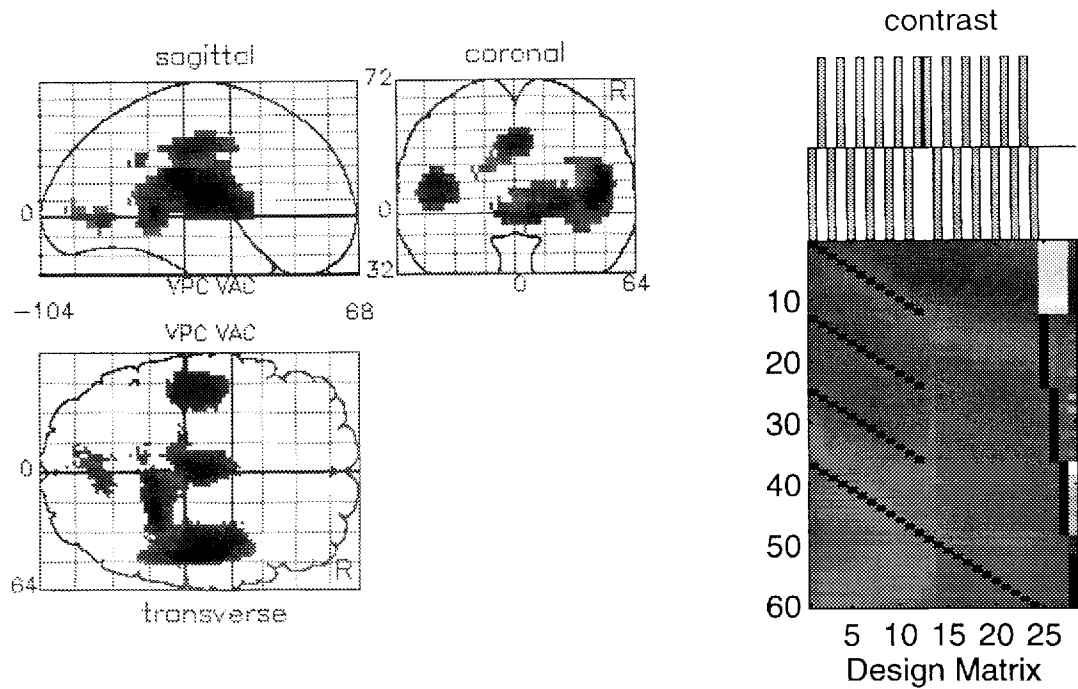 sagittal
coronal
72
R
0
0
VPC VAC
-104
68
32
0
64
VPC VAC
0
64
R
transverse
contrast
10
20
30
40
50
60
5 10 15 20 25
Design Matrix